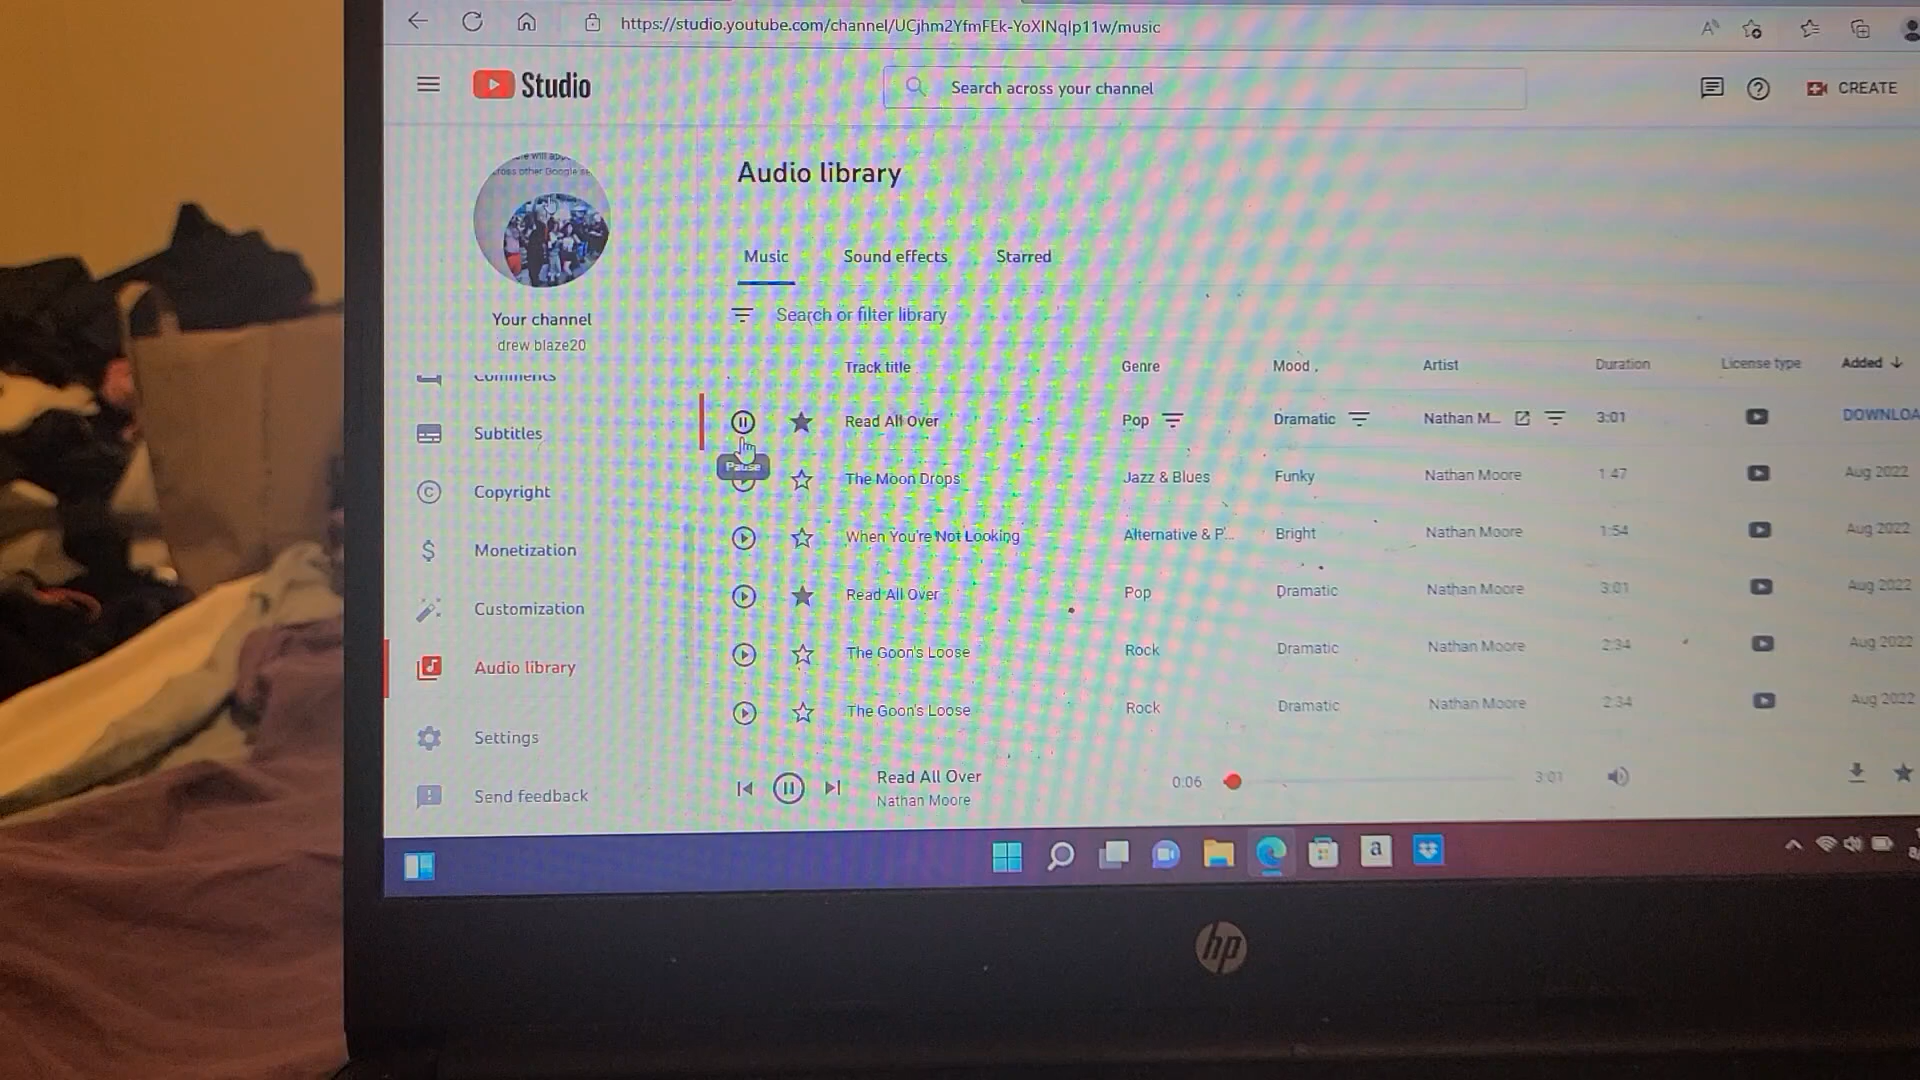 https://studio.youtube.com/channel/UCjhm2YfmFEk-YoXINqlp11w/music
Studio
Search across your channel
CREATE
Audio library
Music Sound effects Starred
Search or filter library
Your channel
drew blaze20
Comments
Subtitles
Copyright
Monetization
Customization
Audio library
Settings
Send feedback
Track title Genre Mood Artist Duration License type Added
Read All Over Pop Dramatic Nathan M... 3:01 DOWNLOA
Pause
The Moon Drops Jazz & Blues Funky Nathan Moore 1:47 Aug 2022
When You're Not Looking Alternative & P... Bright Nathan Moore 1:54 Aug 2022
Read All Over Pop Dramatic Nathan Moore 3:01 Aug 2022
The Goon's Loose Rock Dramatic Nathan Moore 2:34 Aug 2022
The Goon's Loose Rock Dramatic Nathan Moore 2:34 Aug 2022
Read All Over
Nathan Moore
0:06 3:01
hp